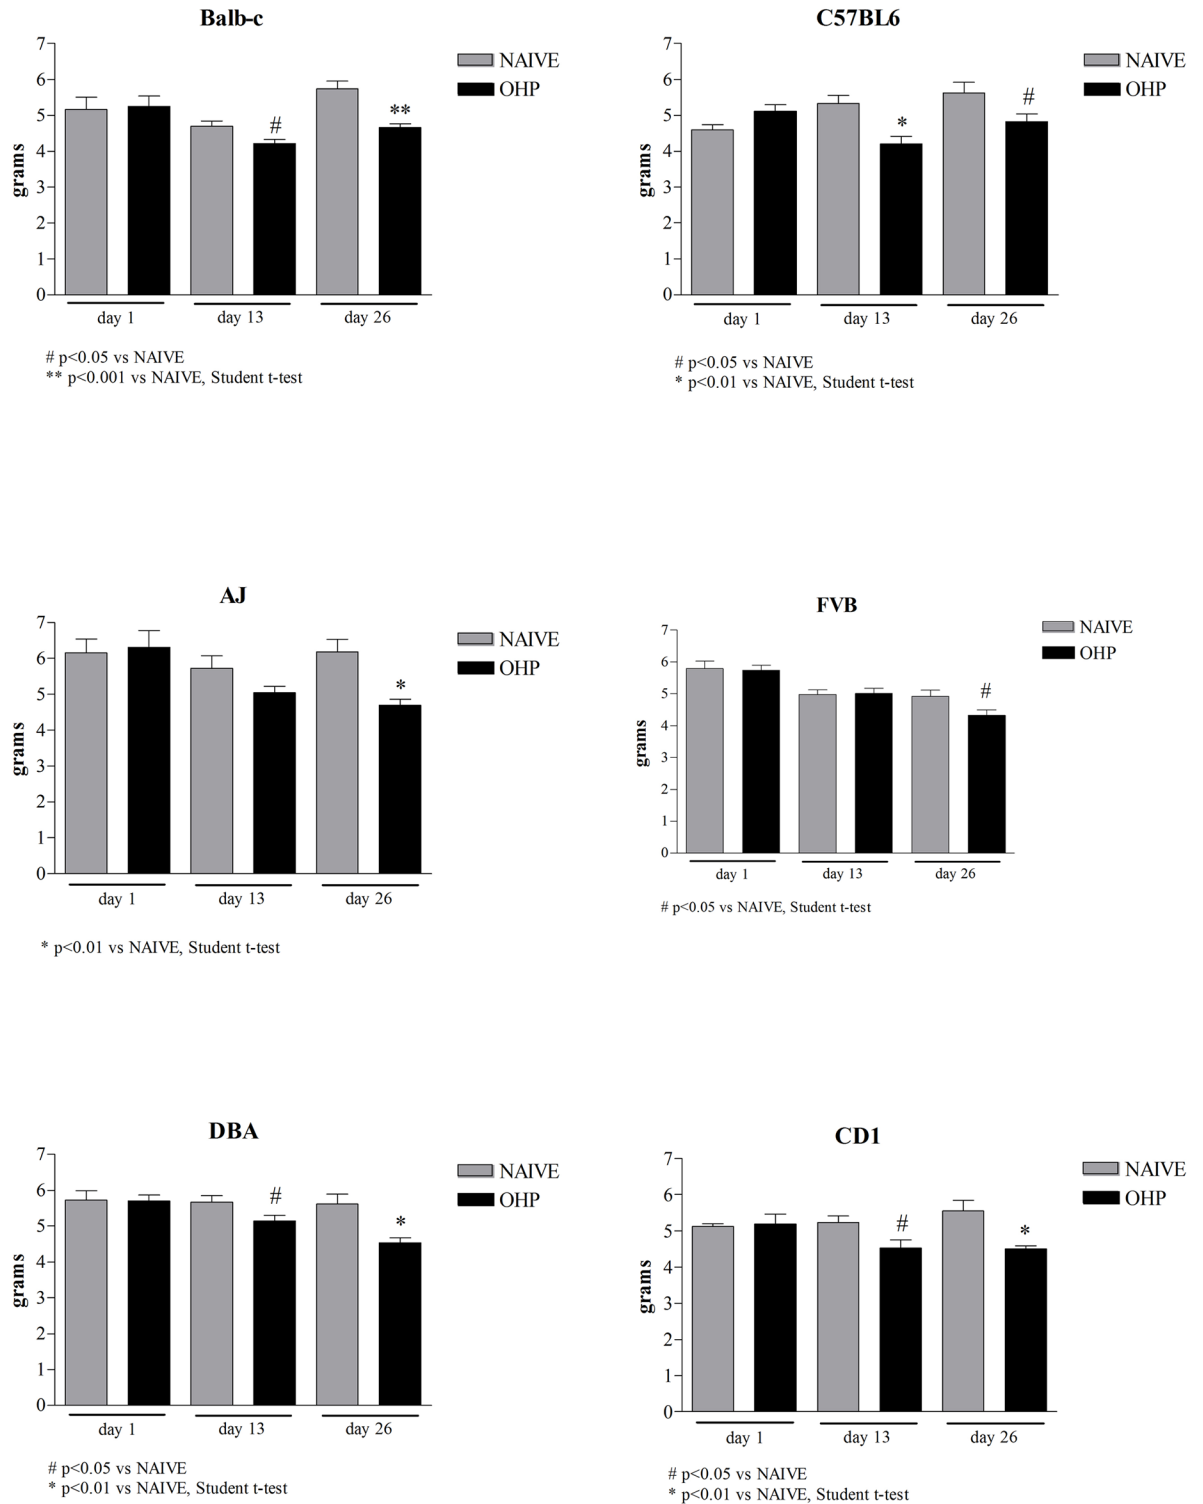 Balb-c
7
6
5
4
3
2
1
0
grams
NAIVE
OHP
#
**
day 1
day 13
day 26
# p<0.05 vs NAIVE
** p<0.001 vs NAIVE, Student t-test
C57BL6
7
6
5
4
3
2
1
0
grams
NAIVE
OHP
*
#
day 1
day 13
day 26
# p<0.05 vs NAIVE
* p<0.01 vs NAIVE, Student t-test
AJ
7
6
5
4
3
2
1
0
grams
NAIVE
OHP
*
day 1
day 13
day 26
* p<0.01 vs NAIVE, Student t-test
FVB
7
6
5
4
3
2
1
0
grams
NAIVE
OHP
#
day 1
day 13
day 26
# p<0.05 vs NAIVE, Student t-test
DBA
7
6
5
4
3
2
1
0
grams
NAIVE
OHP
#
*
day 1
day 13
day 26
# p<0.05 vs NAIVE
* p<0.01 vs NAIVE, Student t-test
CD1
7
6
5
4
3
2
1
0
grams
NAIVE
OHP
#
*
day 1
day 13
day 26
# p<0.05 vs NAIVE
* p<0.01 vs NAIVE, Student t-test